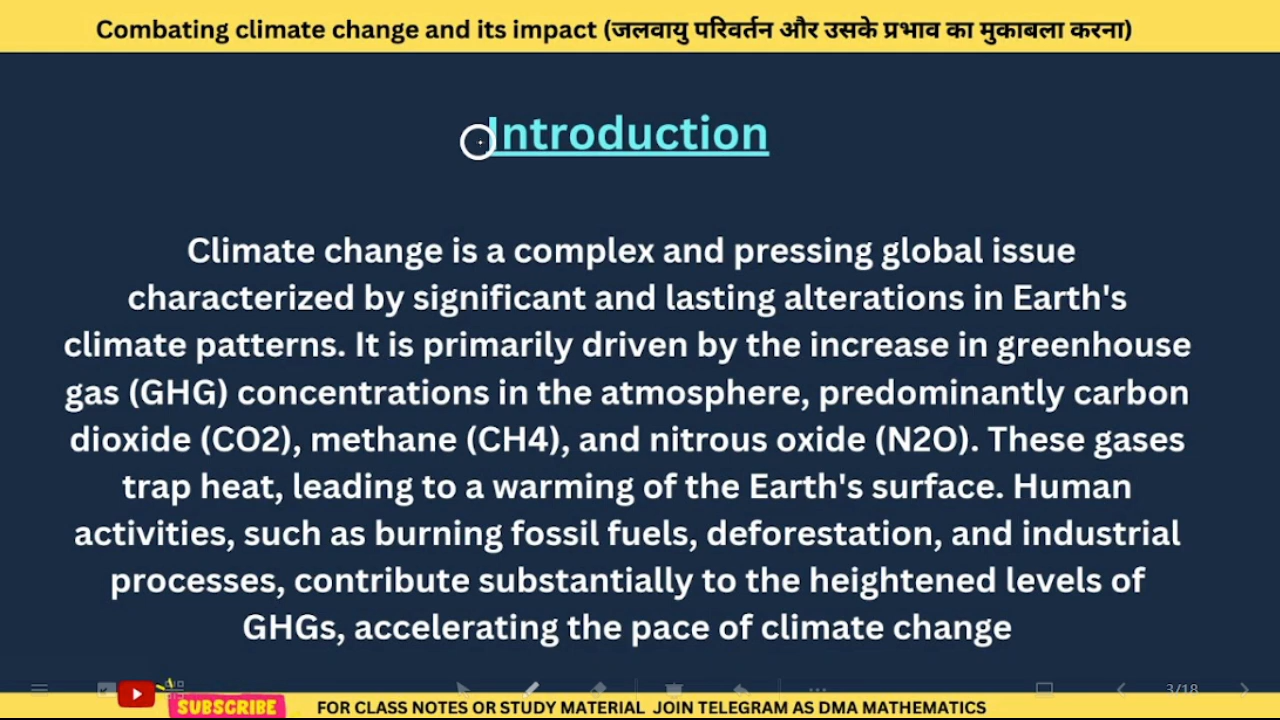 Combating climate change and its impact (जलवायु परिवर्तन और उसके प्रभाव का मुकाबला करना)
Introduction
Climate change is a complex and pressing global issue
characterized by significant and lasting alterations in Earth's
climate patterns. It is primarily driven by the increase in greenhouse
gas (GHG) concentrations in the atmosphere, predominantly carbon
dioxide (CO2), methane (CH4), and nitrous oxide (N2O). These gases
trap heat, leading to a warming of the Earth's surface. Human
activities, such as burning fossil fuels, deforestation, and industrial
processes, contribute substantially to the heightened levels of
GHGs, accelerating the pace of climate change
3/18
SUBSCRIBE
FOR CLASS NOTES OR STUDY MATERIAL JOIN TELEGRAM AS DMA MATHEMATICS